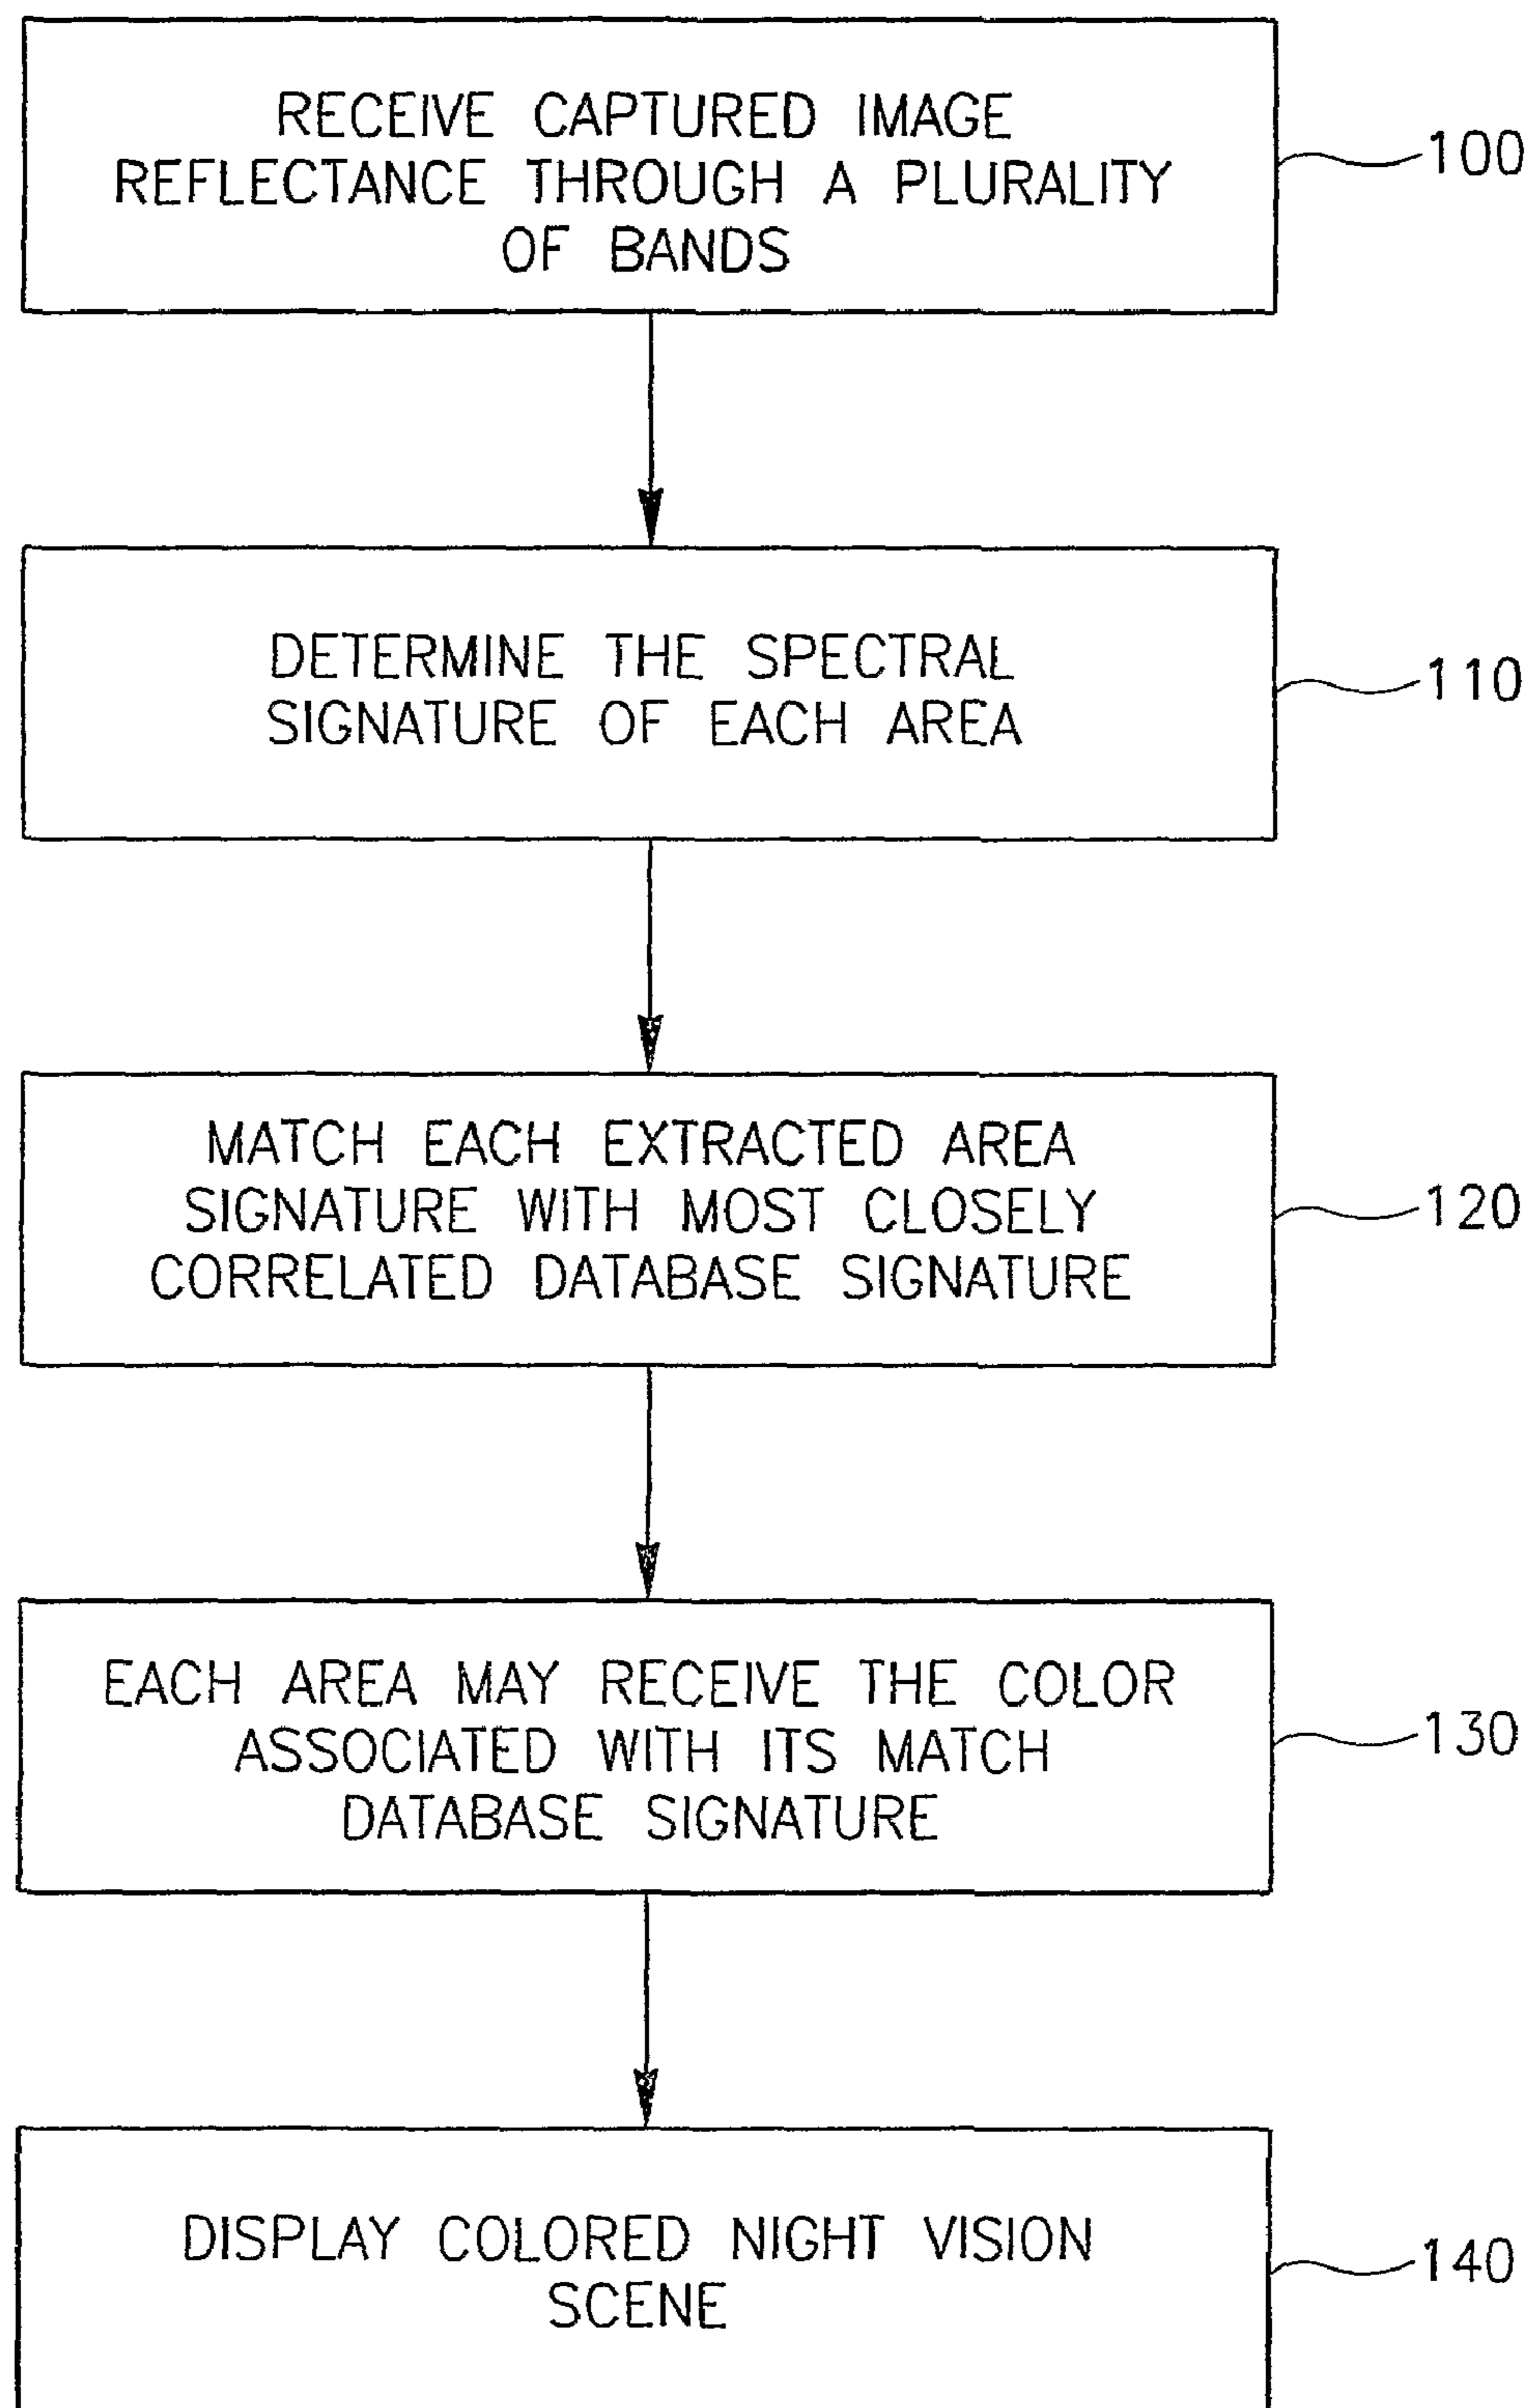 RECEIVE CAPTURED IMAGE
REFLECTANCE THROUGH A PLURALITY
OF BANDS
100
DETERMINE THE SPECTRAL
SIGNATURE OF EACH AREA
110
MATCH EACH EXTRACTED AREA
SIGNATURE WITH MOST CLOSELY
CORRELATED DATABASE SIGNATURE
120
EACH AREA MAY RECEIVE THE COLOR
ASSOCIATED WITH ITS MATCH
DATABASE SIGNATURE
130
DISPLAY COLORED NIGHT VISION
SCENE
140